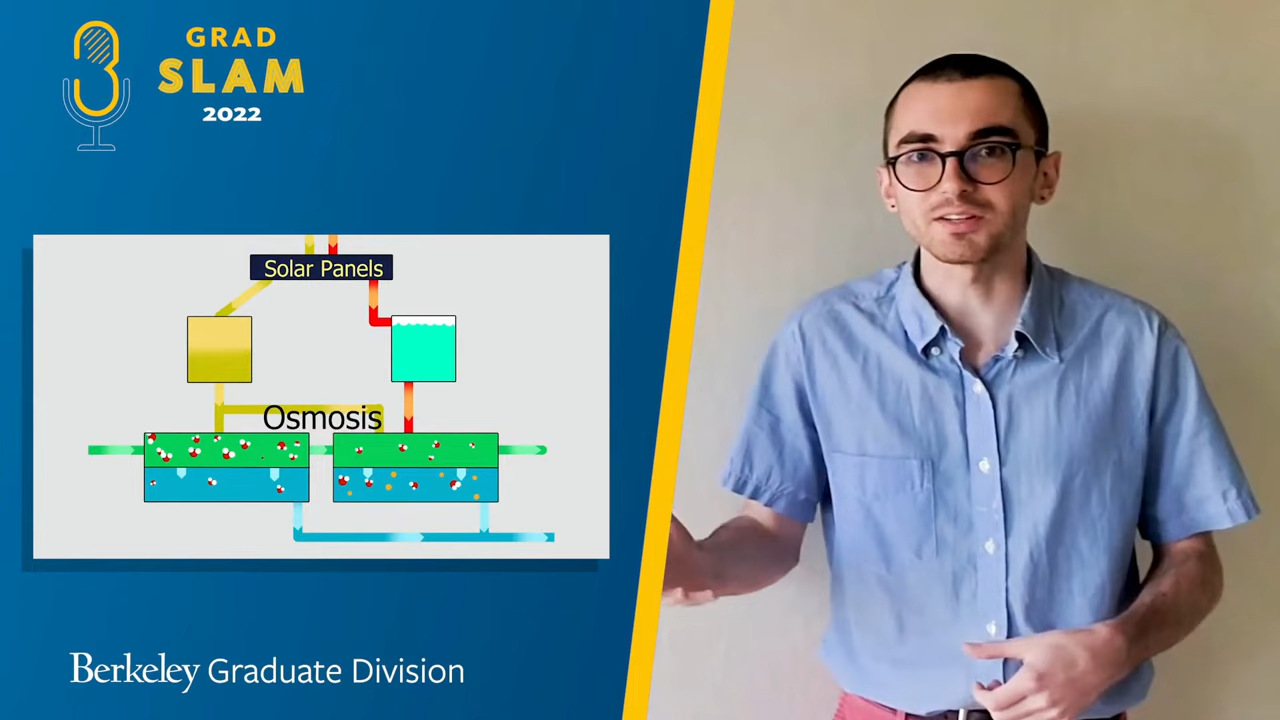 GRAD
SLAM
2022
Solar Panels
Osmosis
Berkeley Graduate Division